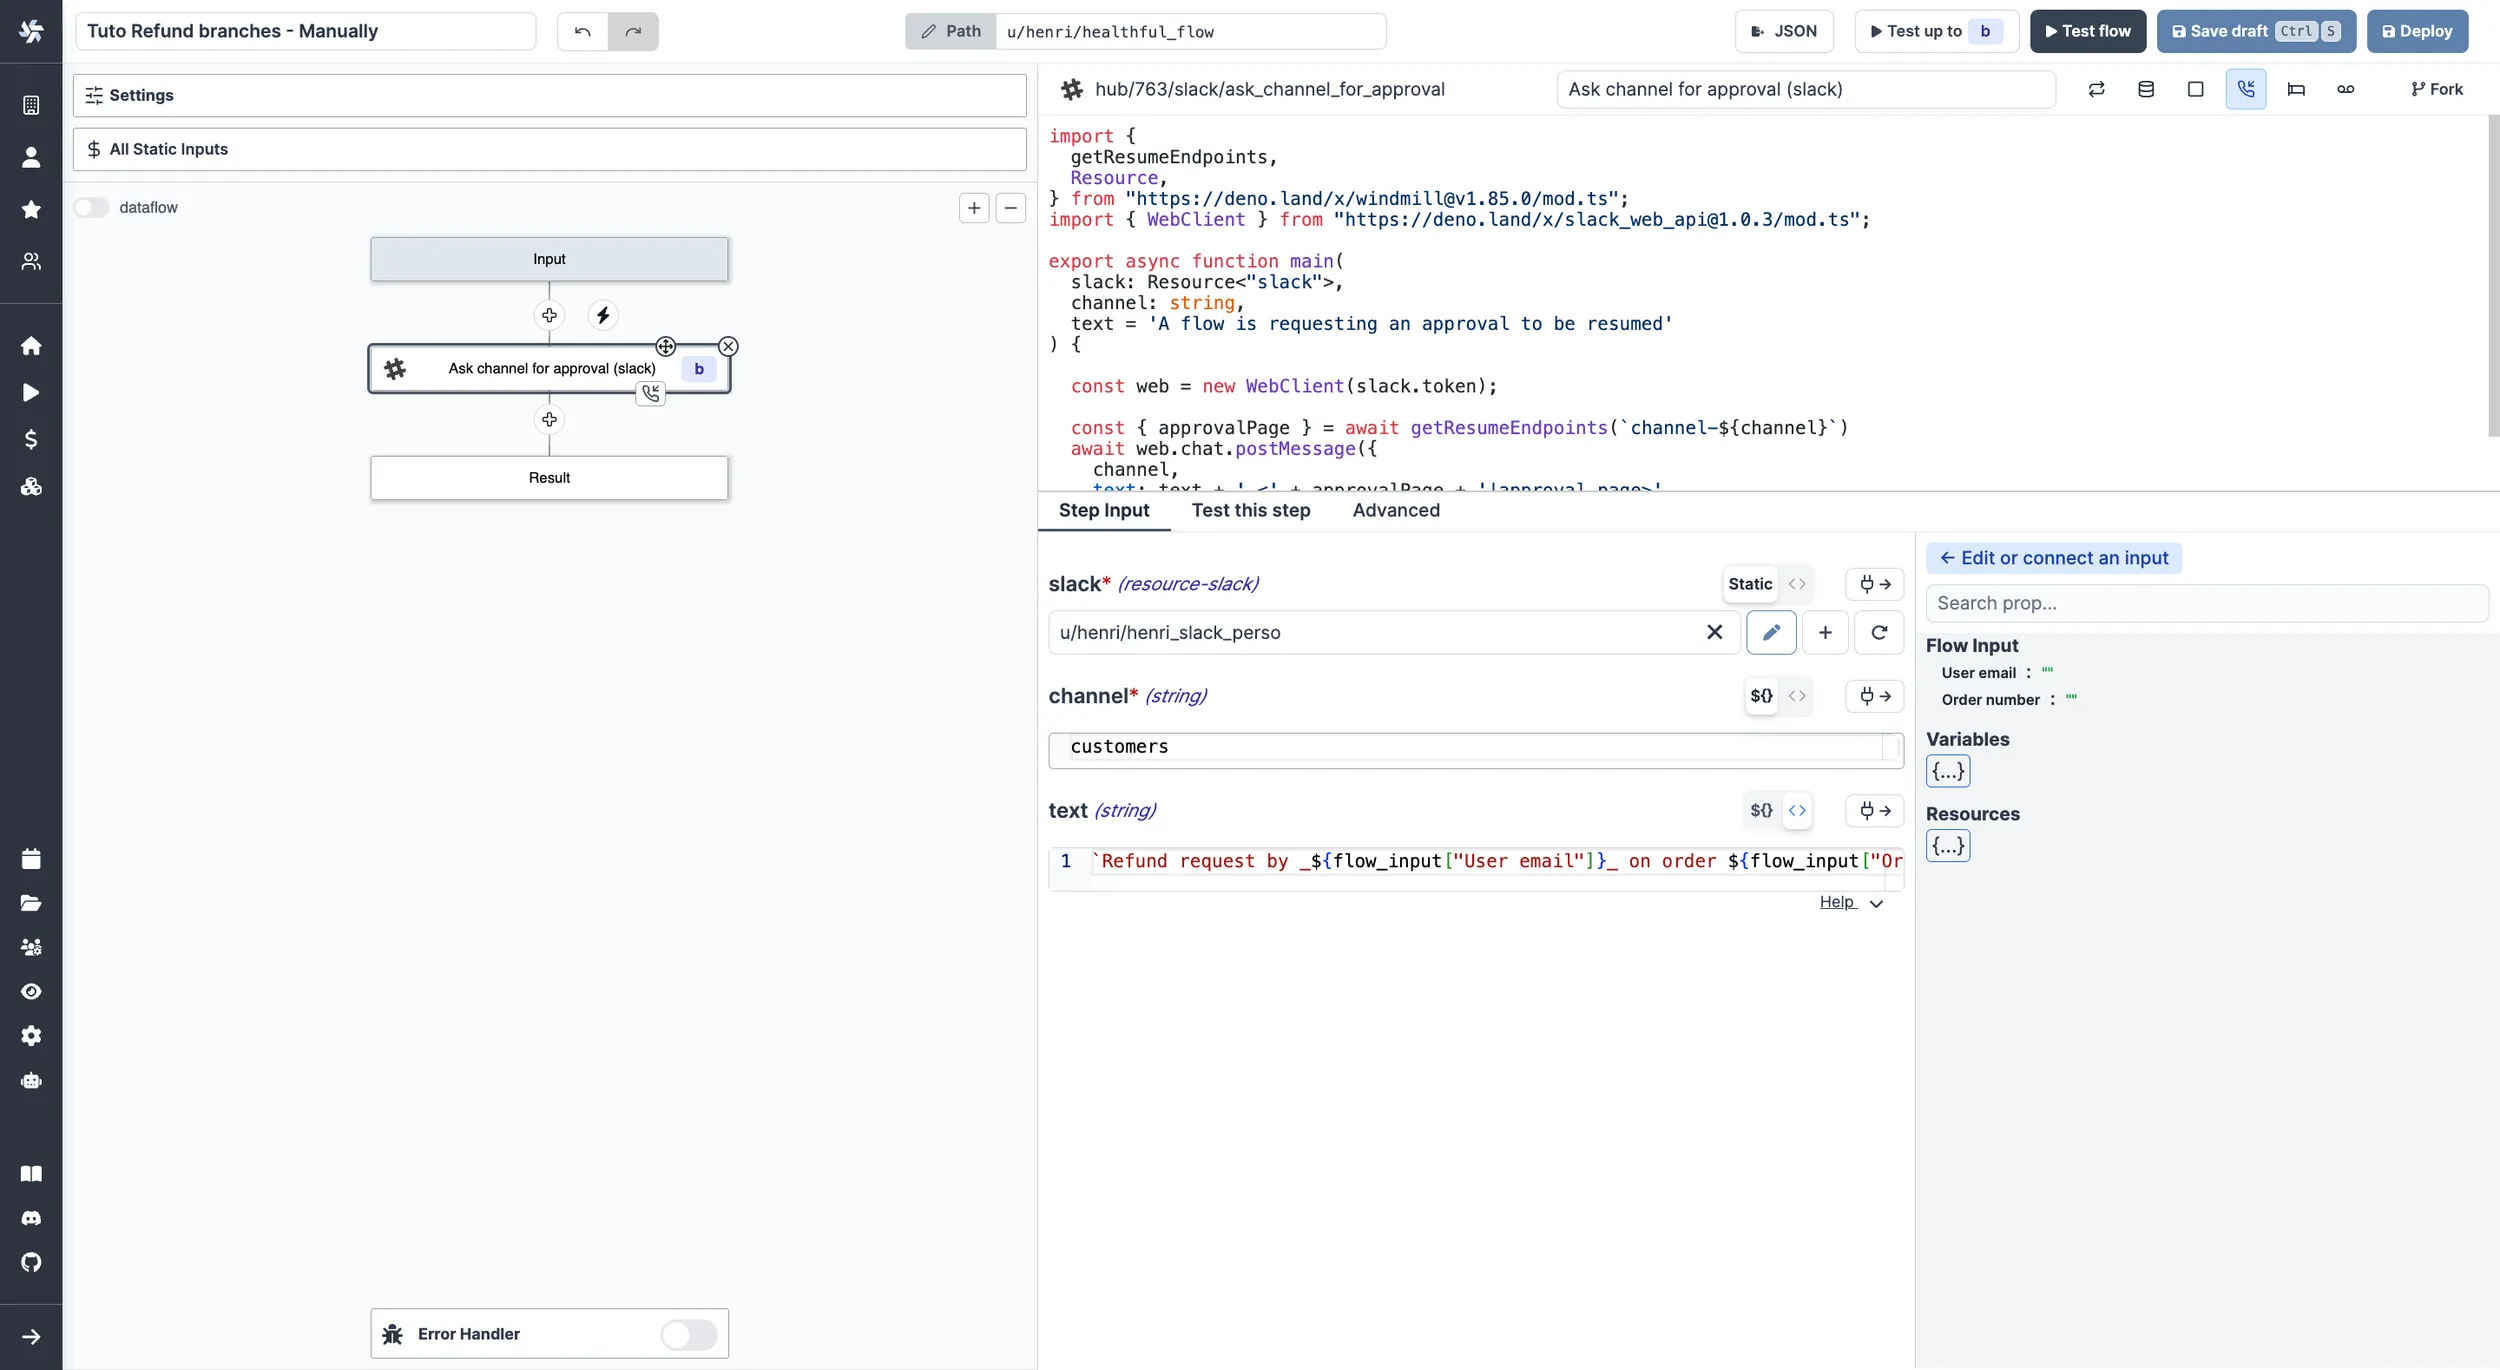 Tuto Refund branches - Manually
Path
u/henri/healthful_flow
JSON
Test up to b
Test flow
Save draft Ctrl S
Deploy
Settings
All Static Inputs
dataflow
Input
Ask channel for approval (slack) b
Result
Error Handler
hub/763/slack/ask_channel_for_approval
Ask channel for approval (slack)
Fork
import {
getResumeEndpoints,
Resource,
} from "https://deno.land/x/windmill@v1.85.0/mod.ts";
import { WebClient } from "https://deno.land/x/slack_web_api@1.0.3/mod.ts";
export async function main(
slack: Resource<"slack">,
channel: string,
text = 'A flow is requesting an approval to be resumed'
) {
const web = new WebClient(slack.token);
const { approvalPage } = await getResumeEndpoints(`channel-${channel}`)
await web.chat.postMessage({
channel,
text: text + ' <' + approvalPage + '|approval page>'
Step Input
Test this step
Advanced
slack* (resource-slack)
Static <>
u/henri/henri_slack_perso
channel* (string)
${} <>
customers
text (string)
${} <>
1 `Refund request by _${flow_input["User email"]}_ on order ${flow_input["Or
Help
← Edit or connect an input
Search prop...
Flow Input
User email : ""
Order number : ""
Variables
{...}
Resources
{...}